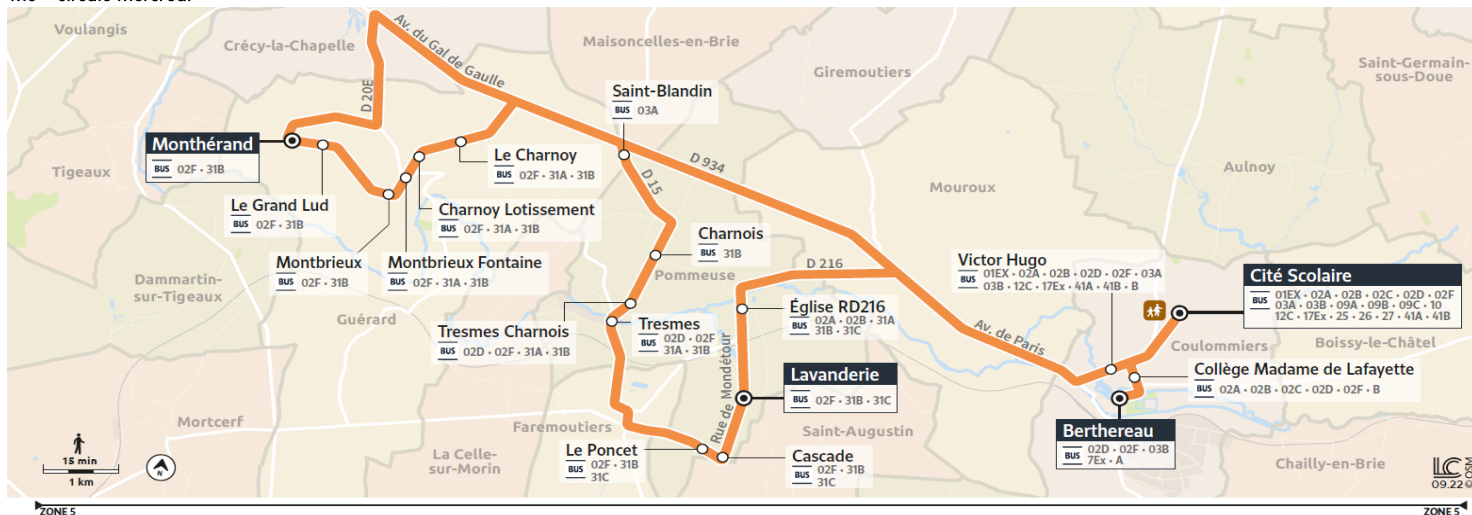 Voulangis
Crécy-la-Chapelle
Av. du Gal de Gaulle
Maisoncelles-en-Brie
Giremoutiers
Saint-Germain-
sous-Doue
D 20E
Saint-Blandin
BUS 03A
Monthérand
BUS 02F • 31B
Tigeaux
Le Charnoy
BUS 02F • 31A • 31B
D 934
D 15
Aulnoy
Mouroux
Le Grand Lud
BUS 02F • 31B
Charnoy Lotissement
BUS 02F • 31A • 31B
Charnois
BUS 31B
Montbrieux
BUS 02F • 31B
Montbrieux Fontaine
BUS 02F • 31A • 31B
D 216
Pommeuse
Victor Hugo
BUS 01EX • 02A • 02B • 02D • 02F • 03A
03B • 12C • 17Ex • 41A • 41B • B
Cité Scolaire
BUS 01EX • 02A • 02B • 02C • 02D • 02F
03A • 03B • 09A • 09B • 09C • 10
12C • 17Ex • 25 • 26 • 27 • 41A • 41B
Dammartin-
sur-Tigeaux
Guérard
Tresmes Charnois
BUS 02D • 02F • 31A • 31B
Tresmes
BUS 02D • 02F
31A • 31B
Église RD216
BUS 02A • 02B • 31A
31B • 31C
Av. de Paris
Coulommiers
Boissy-le-Châtel
Rue de Mondétour
Lavanderie
BUS 02F • 31B • 31C
Collège Madame de Lafayette
BUS 02A • 02B • 02C • 02D • 02F • B
Mortcerf
Faremoutiers
Saint-Augustin
Berthereau
BUS 02D • 02F • 03B
7Ex • A
La Celle-
sur-Morin
Le Poncet
BUS 02F • 31B
31C
Cascade
BUS 02F • 31B
31C
Chailly-en-Brie
15 min
1 km
N
LC
09.22 © OSM
ZONE 5
ZONE 5